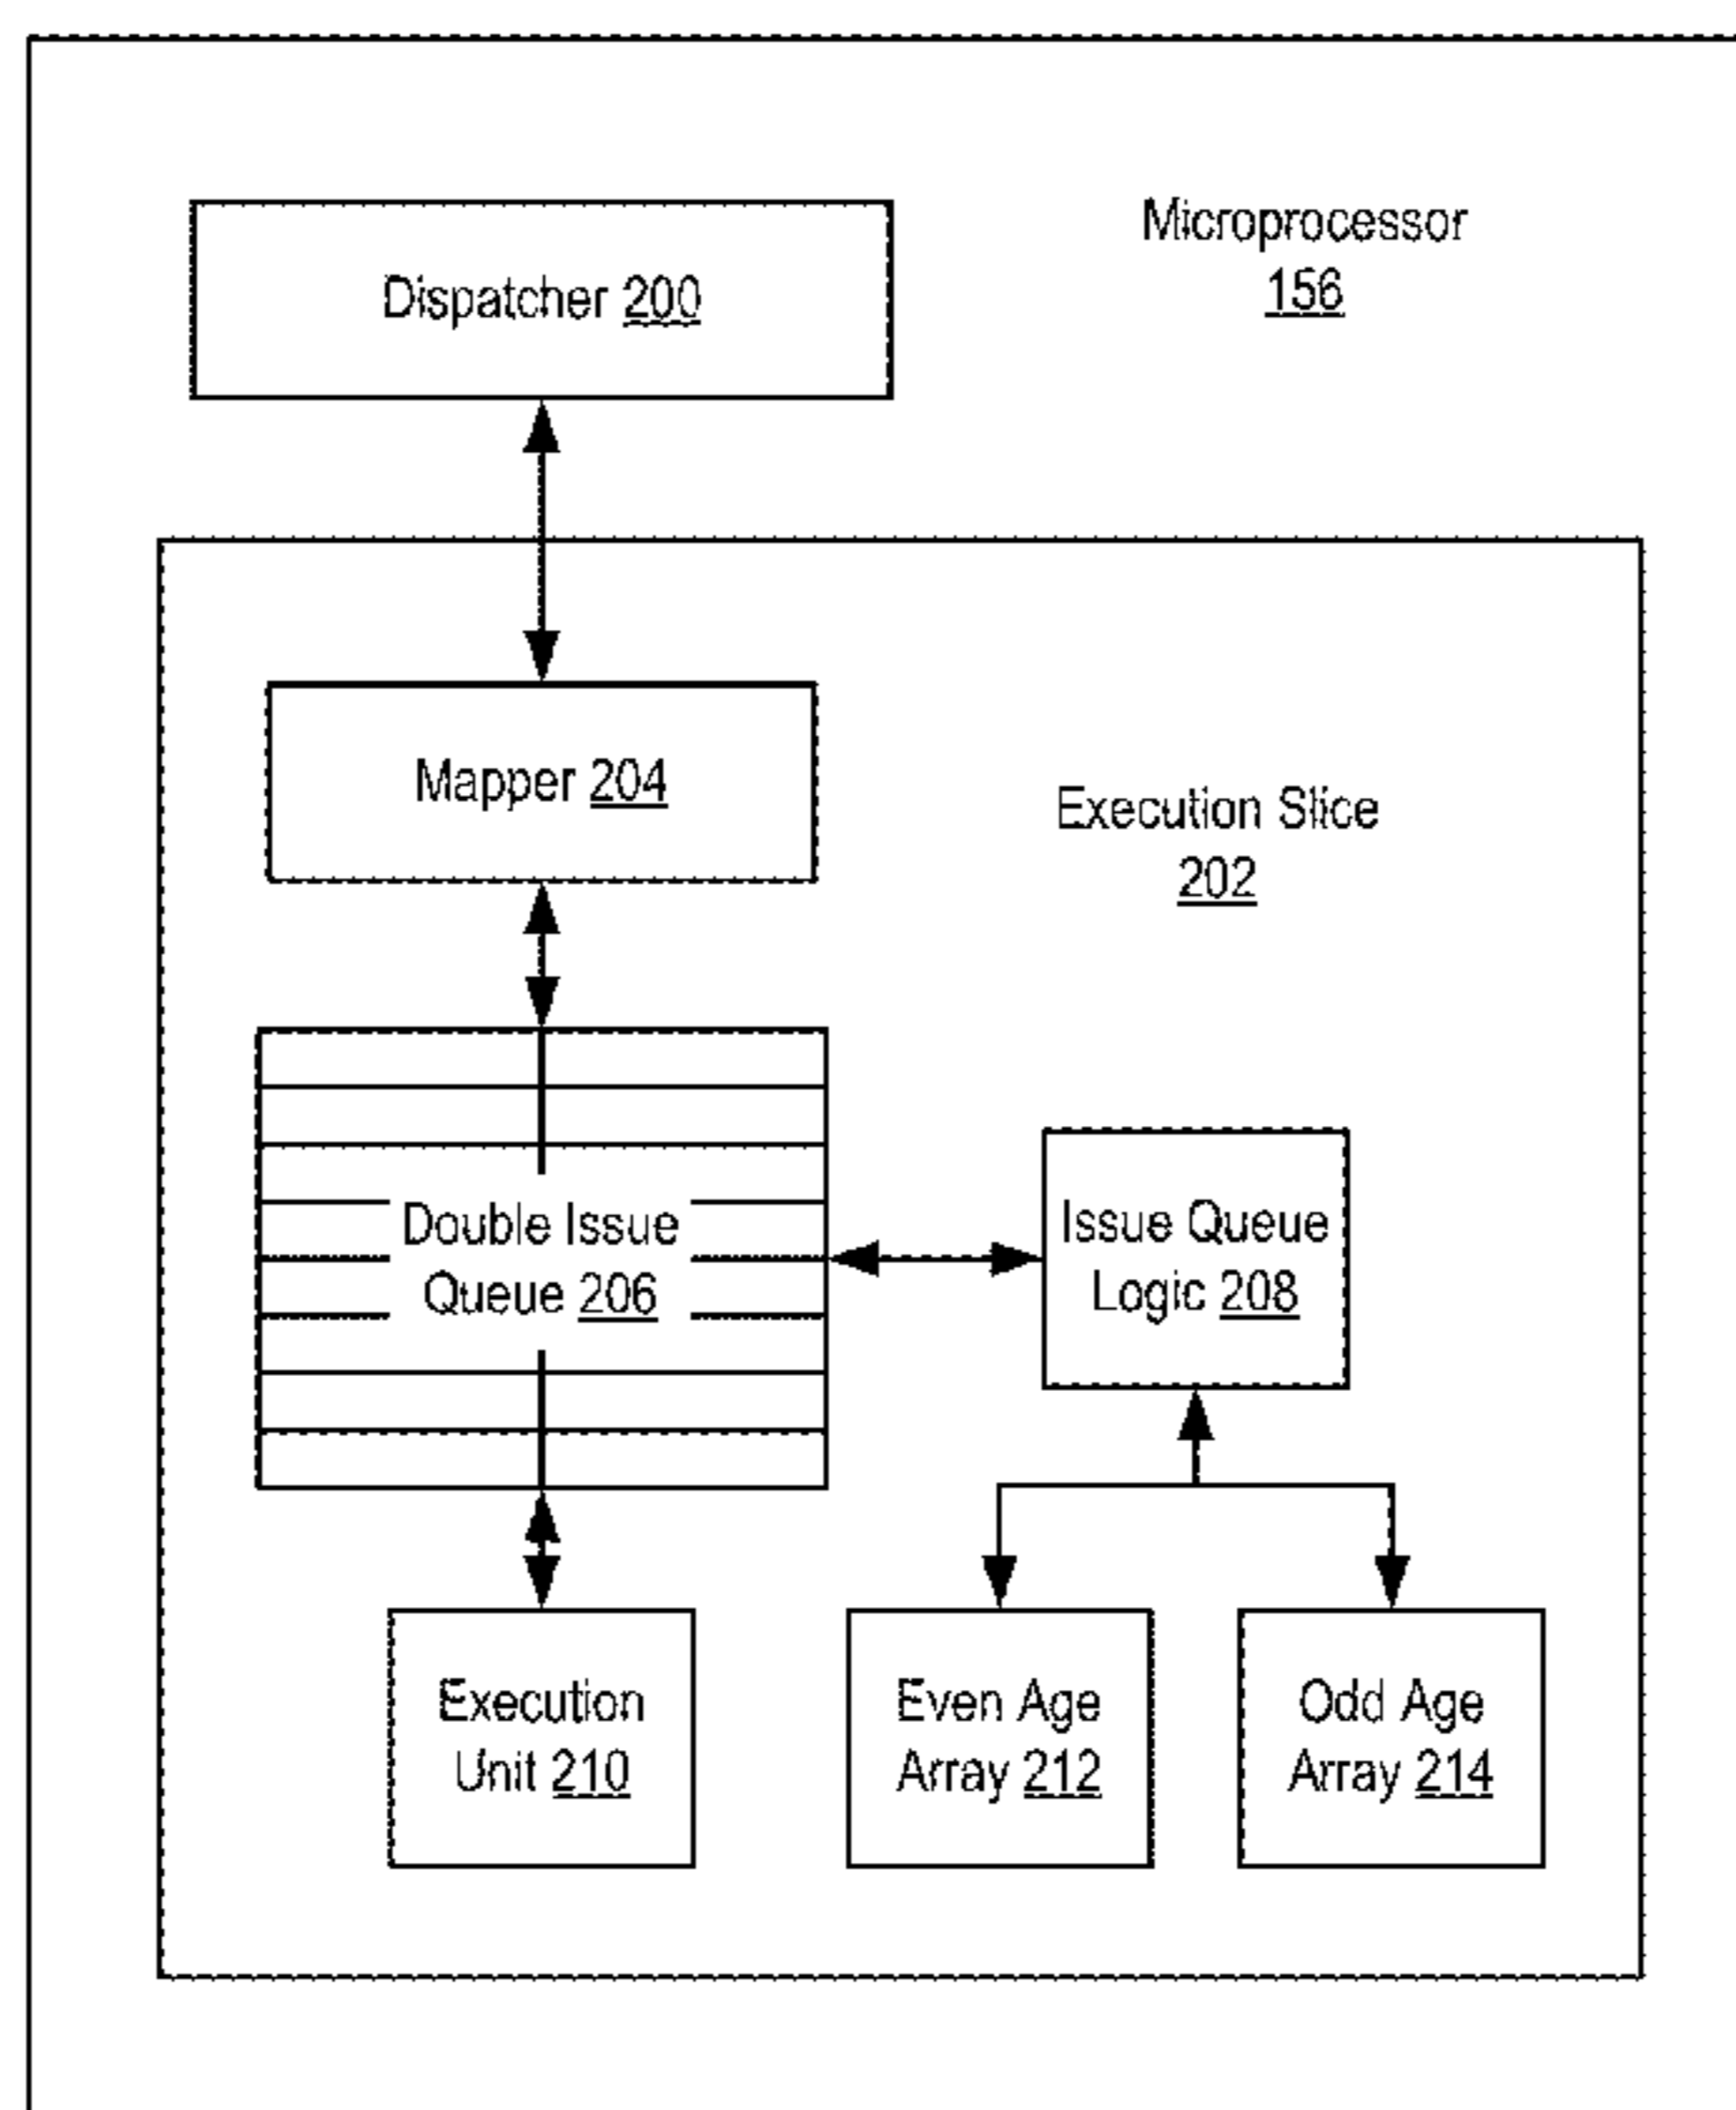 Microprocessor
156
Dispatcher 200
Mapper 204
Execution Slice
202
Double Issue
Queue 206
Issue Queue
Logic 208
Execution
Unit 210
Even Age
Array 212
Odd Age
Array 214